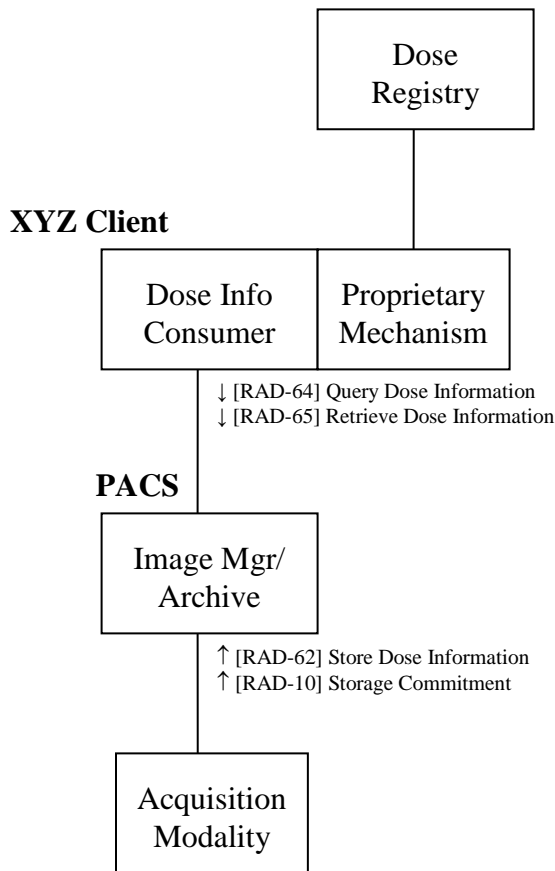 Dose
Registry
XYZ Client
Dose Info
Consumer
Proprietary
Mechanism
↓ [RAD-64] Query Dose Information
↓ [RAD-65] Retrieve Dose Information
PACS
Image Mgr/
Archive
↑ [RAD-62] Store Dose Information
↑ [RAD-10] Storage Commitment
Acquisition
Modality